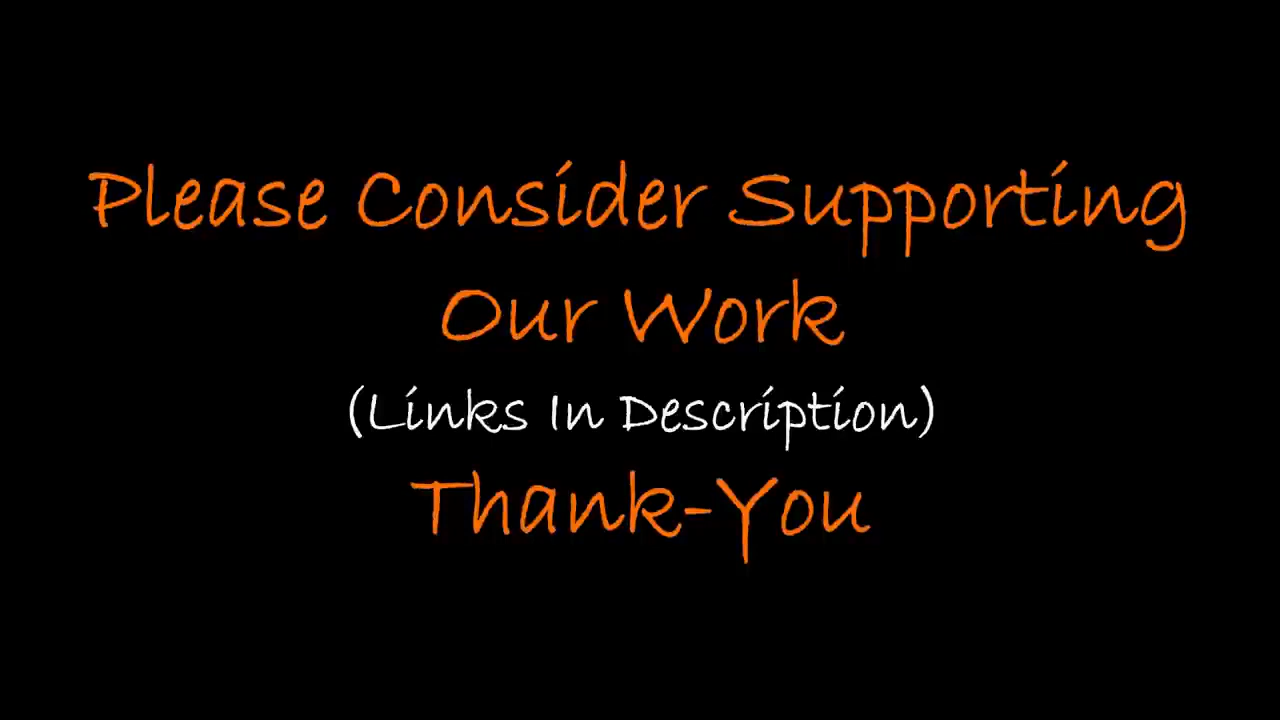 Please Consider Supporting
Our Work
(Links In Description)
Thank-You